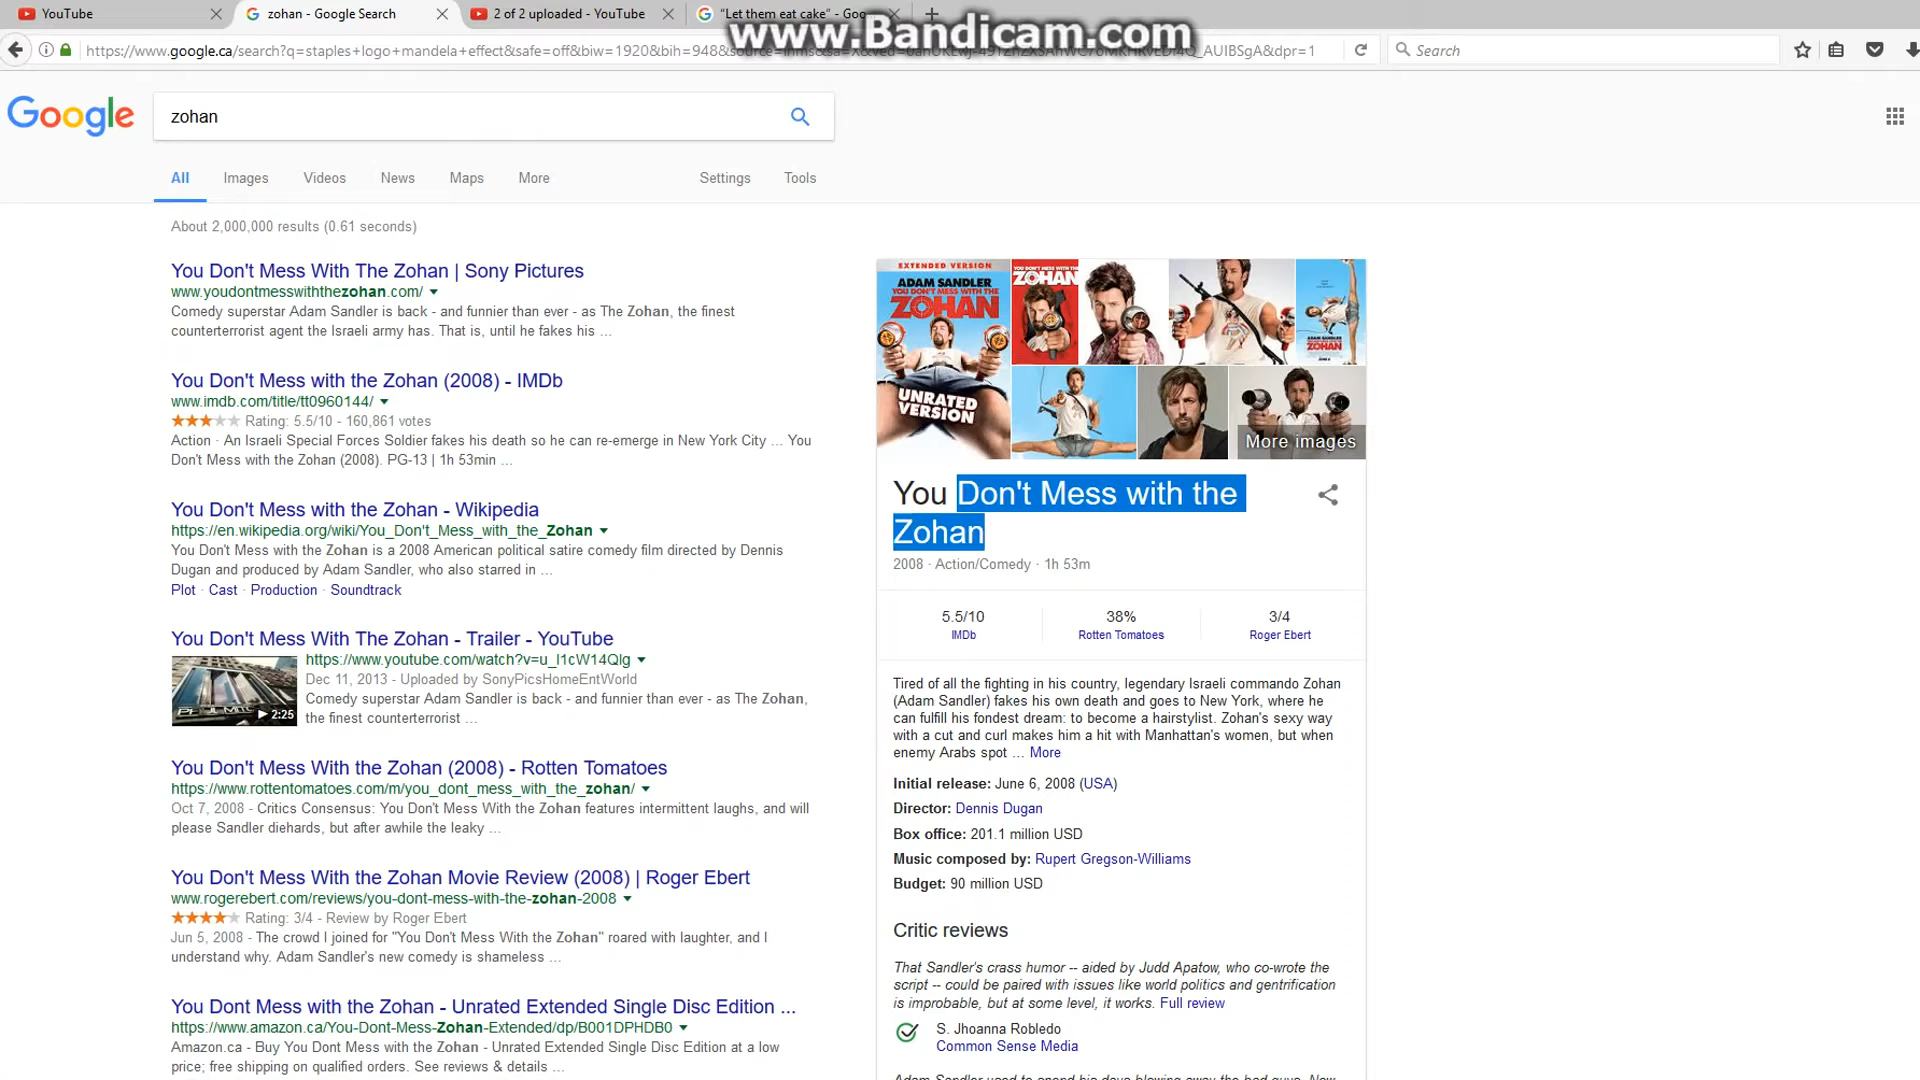 YouTube
zohan - Google Search
2 of 2 uploaded - YouTube
"Let them eat cake" - Goo
www.Bandicam.com
https://www.google.ca/search?q=staples+logo+mandela+effect&safe=off&biw=1920&bih=948&source=lnms&sa=X&ved=
_AUIBSgA&dpr=1
Search
Google
zohan
All Images Videos News Maps More Settings Tools
About 2,000,000 results (0.61 seconds)
You Don't Mess With The Zohan | Sony Pictures
www.youdontmesswiththezohan.com/
Comedy superstar Adam Sandler is back - and funnier than ever - as The Zohan, the finest
counterterrorist agent the Israeli army has. That is, until he fakes his ...
You Don't Mess with the Zohan (2008) - IMDb
www.imdb.com/title/tt0960144/
Rating: 5.5/10 - 160,861 votes
Action · An Israeli Special Forces Soldier fakes his death so he can re-emerge in New York City ... You
Don't Mess with the Zohan (2008). PG-13 | 1h 53min ...
You Don't Mess with the Zohan - Wikipedia
https://en.wikipedia.org/wiki/You_Don't_Mess_with_the_Zohan
You Don't Mess with the Zohan is a 2008 American political satire comedy film directed by Dennis
Dugan and produced by Adam Sandler, who also starred in ...
Plot · Cast · Production · Soundtrack
You Don't Mess With The Zohan - Trailer - YouTube
https://www.youtube.com/watch?v=u_l1cW14Qlg
Dec 11, 2013 - Uploaded by SonyPicsHomeEntWorld
Comedy superstar Adam Sandler is back - and funnier than ever - as The Zohan,
the finest counterterrorist ...
2:25
You Don't Mess With the Zohan (2008) - Rotten Tomatoes
https://www.rottentomatoes.com/m/you_dont_mess_with_the_zohan/
Oct 7, 2008 - Critics Consensus: You Don't Mess With the Zohan features intermittent laughs, and will
please Sandler diehards, but after awhile the leaky ...
You Don't Mess With the Zohan Movie Review (2008) | Roger Ebert
www.rogerebert.com/reviews/you-dont-mess-with-the-zohan-2008
Rating: 3/4 - Review by Roger Ebert
Jun 5, 2008 - The crowd I joined for "You Don't Mess With the Zohan" roared with laughter, and I
understand why. Adam Sandler's new comedy is shameless ...
You Dont Mess with the Zohan - Unrated Extended Single Disc Edition ...
https://www.amazon.ca/You-Dont-Mess-Zohan-Extended/dp/B001DPHDB0
Amazon.ca - Buy You Dont Mess with the Zohan - Unrated Extended Single Disc Edition at a low
price; free shipping on qualified orders. See reviews & details ...
EXTENDED VERSION
ADAM SANDLER
YOU DON'T MESS WITH THE
ZOHAN
UNRATED
VERSION
YOU DON'T MESS WITH THE
ZOHAN
ADAM SANDLER
ZOHAN
More images
You Don't Mess with the
Zohan
2008 · Action/Comedy · 1h 53m
5.5/10 38% 3/4
IMDb Rotten Tomatoes Roger Ebert
Tired of all the fighting in his country, legendary Israeli commando Zohan
(Adam Sandler) fakes his own death and goes to New York, where he
can fulfill his fondest dream: to become a hairstylist. Zohan's sexy way
with a cut and curl makes him a hit with Manhattan's women, but when
enemy Arabs spot ... More
Initial release: June 6, 2008 (USA)
Director: Dennis Dugan
Box office: 201.1 million USD
Music composed by: Rupert Gregson-Williams
Budget: 90 million USD
Critic reviews
That Sandler's crass humor -- aided by Judd Apatow, who co-wrote the
script -- could be paired with issues like world politics and gentrification
is improbable, but at some level, it works. Full review
S. Jhoanna Robledo
Common Sense Media
Adam Sandler used to spend his days blowing away the bad guys. Now